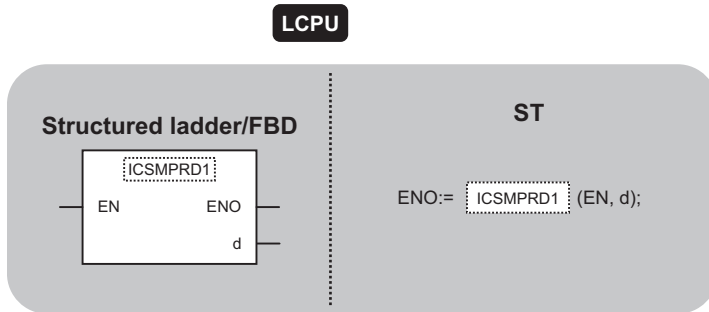 LCPU
Structured ladder/FBD
ICSMPRD1
EN ENO
d
ST
ENO:= ICSMPRD1 (EN, d);